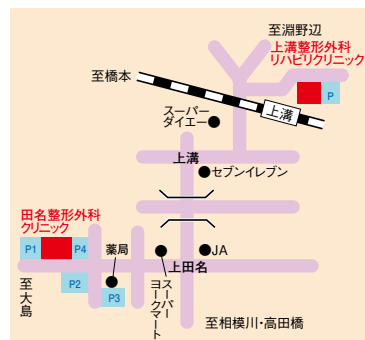 至淵野辺
上溝整形外科
リハビリクリニック
P
至橋本
上溝
スーパー
ダイエー
上溝
セブンイレブン
田名整形外科
クリニック
P1
P4
薬局
JA
上田名
P2
P3
至大島
スーパー
ヨークマート
至相模川・高田橋